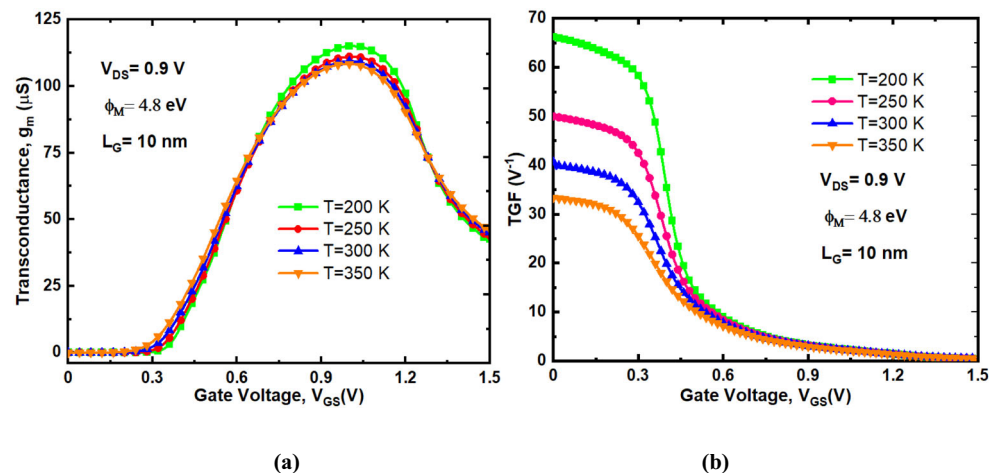 (a)
Transconductance, gm (µS)
125
100
75
50
25
0
VDS= 0.9 V
ϕM= 4.8 eV
LG= 10 nm
T=200 K
T=250 K
T=300 K
T=350 K
0 0.3 0.6 0.9 1.2 1.5
Gate Voltage, VGS(V)
(b)
TGF (V-1)
70
60
50
40
30
20
10
0
T=200 K
T=250 K
T=300 K
T=350 K
VDS= 0.9 V
ϕM= 4.8 eV
LG= 10 nm
0 0.3 0.6 0.9 1.2 1.5
Gate Voltage, VGS(V)
(a) (b)